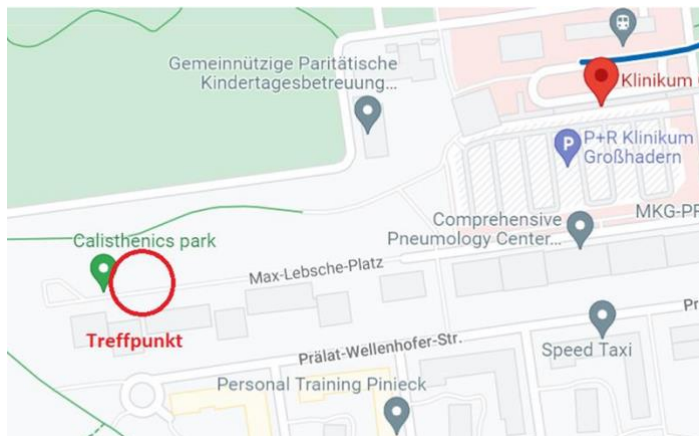 Gemeinnützige Paritätische
Kindertagesbetreuung...
Klinikum
P+R Klinikum
Großhadern
P
Comprehensive
Pneumology Center...
MKG-PR
Calisthenics park
Max-Lebsche-Platz
Treffpunkt
Prälat-Wellenhofer-Str.
Speed Taxi
Personal Training Pinieck